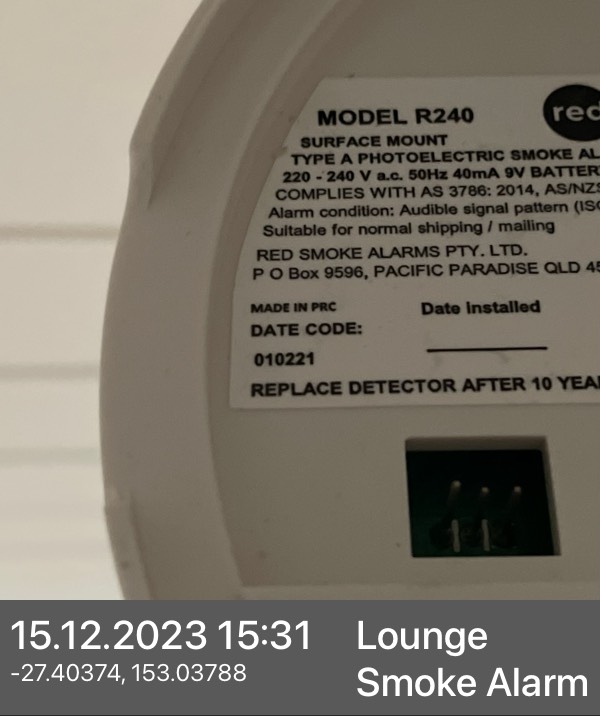 MODEL R240
red
SURFACE MOUNT
TYPE A PHOTOELECTRIC SMOKE AL
220 - 240 V a.c. 50Hz 40mA 9V BATTER
COMPLIES WITH AS 3786: 2014, AS/NZS
Alarm condition: Audible signal pattern (ISO
Suitable for normal shipping / mailing
RED SMOKE ALARMS PTY. LTD.
P O Box 9596, PACIFIC PARADISE QLD 45
MADE IN PRC
Date installed
DATE CODE:
010221
REPLACE DETECTOR AFTER 10 YEA
15.12.2023 15:31
-27.40374, 153.03788
Lounge
Smoke Alarm